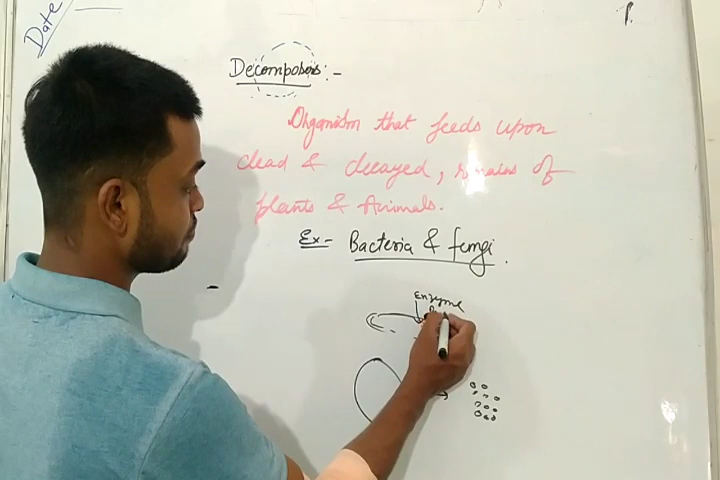 Date
Decomposers:-
Organism that feeds upon
dead & decayed, remains of
plants & Animals.
Ex- Bacteria & fungi.
Enzyme